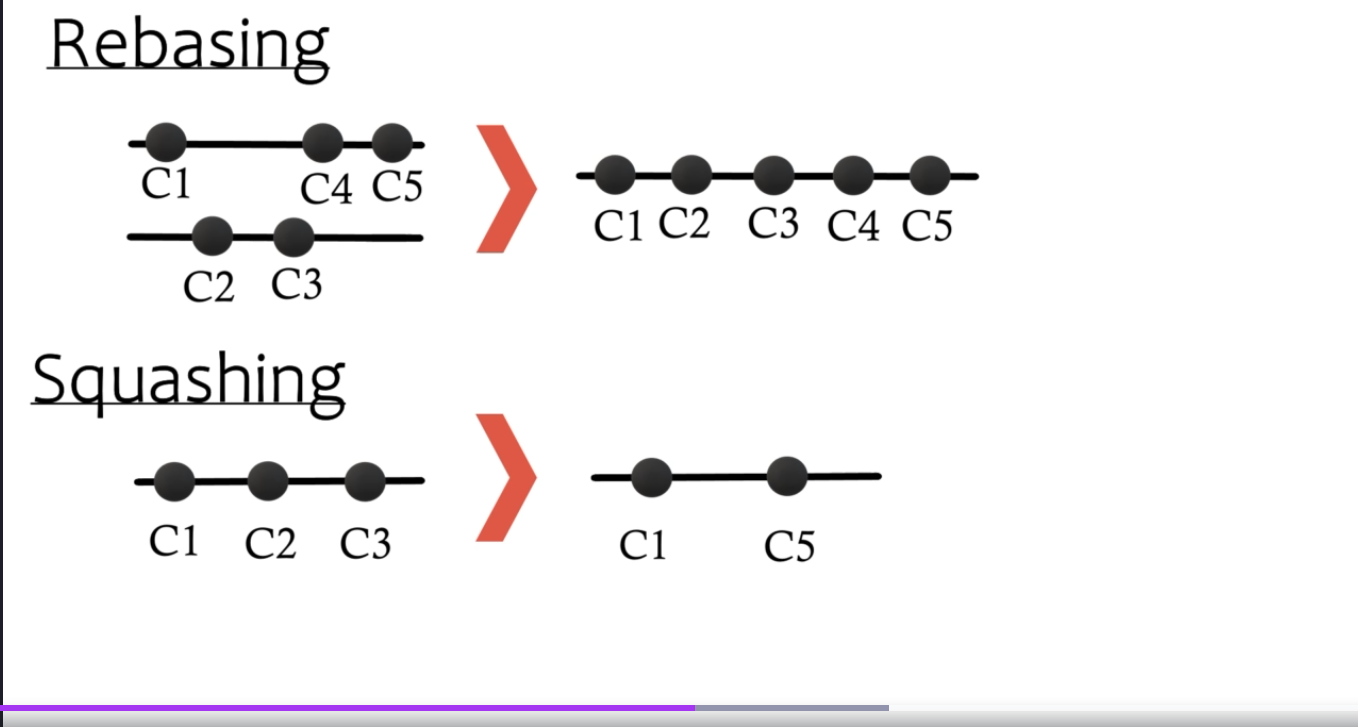 Rebasing
C1 C4 C5
C2 C3
C1 C2 C3 C4 C5
Squashing
C1 C2 C3
C1 C5